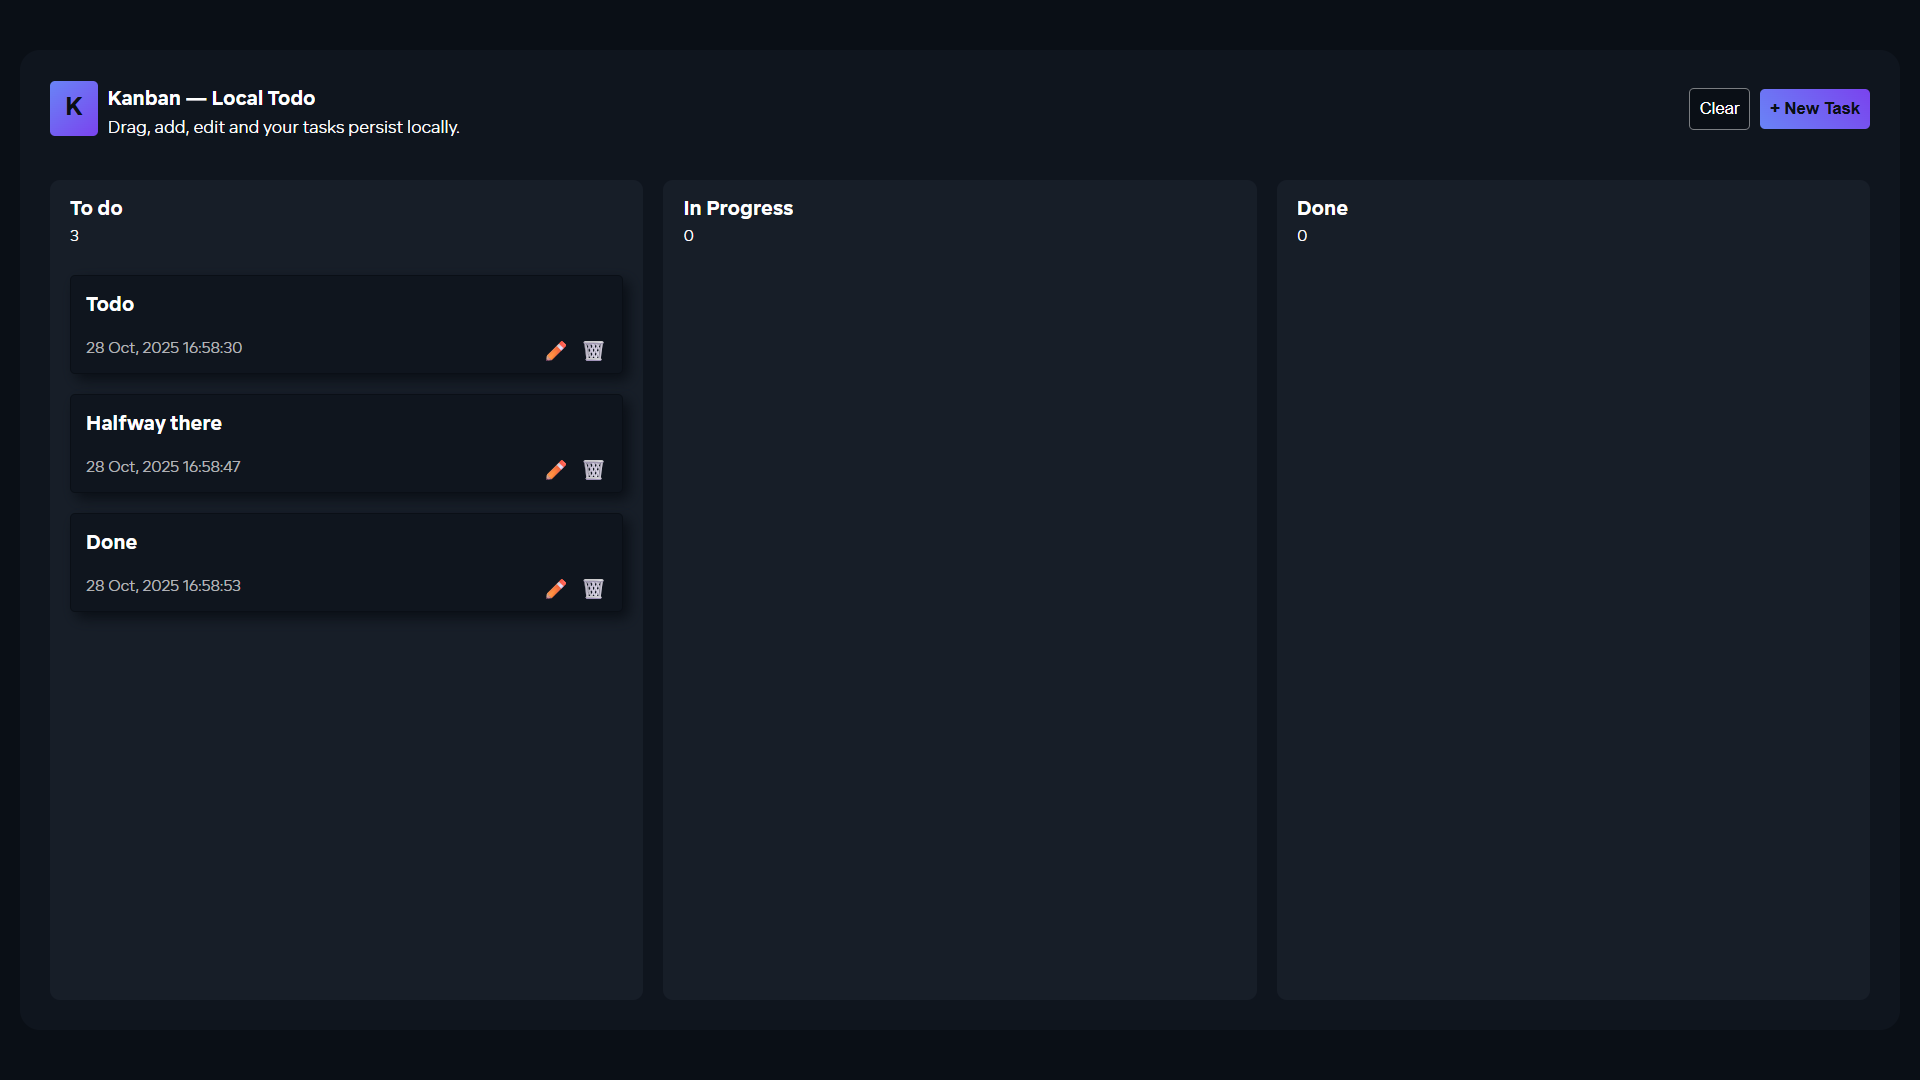 K
Kanban — Local Todo
Drag, add, edit and your tasks persist locally.
Clear
+ New Task
To do
3
Todo
28 Oct, 2025 16:58:30
Halfway there
28 Oct, 2025 16:58:47
Done
28 Oct, 2025 16:58:53
In Progress
0
Done
0